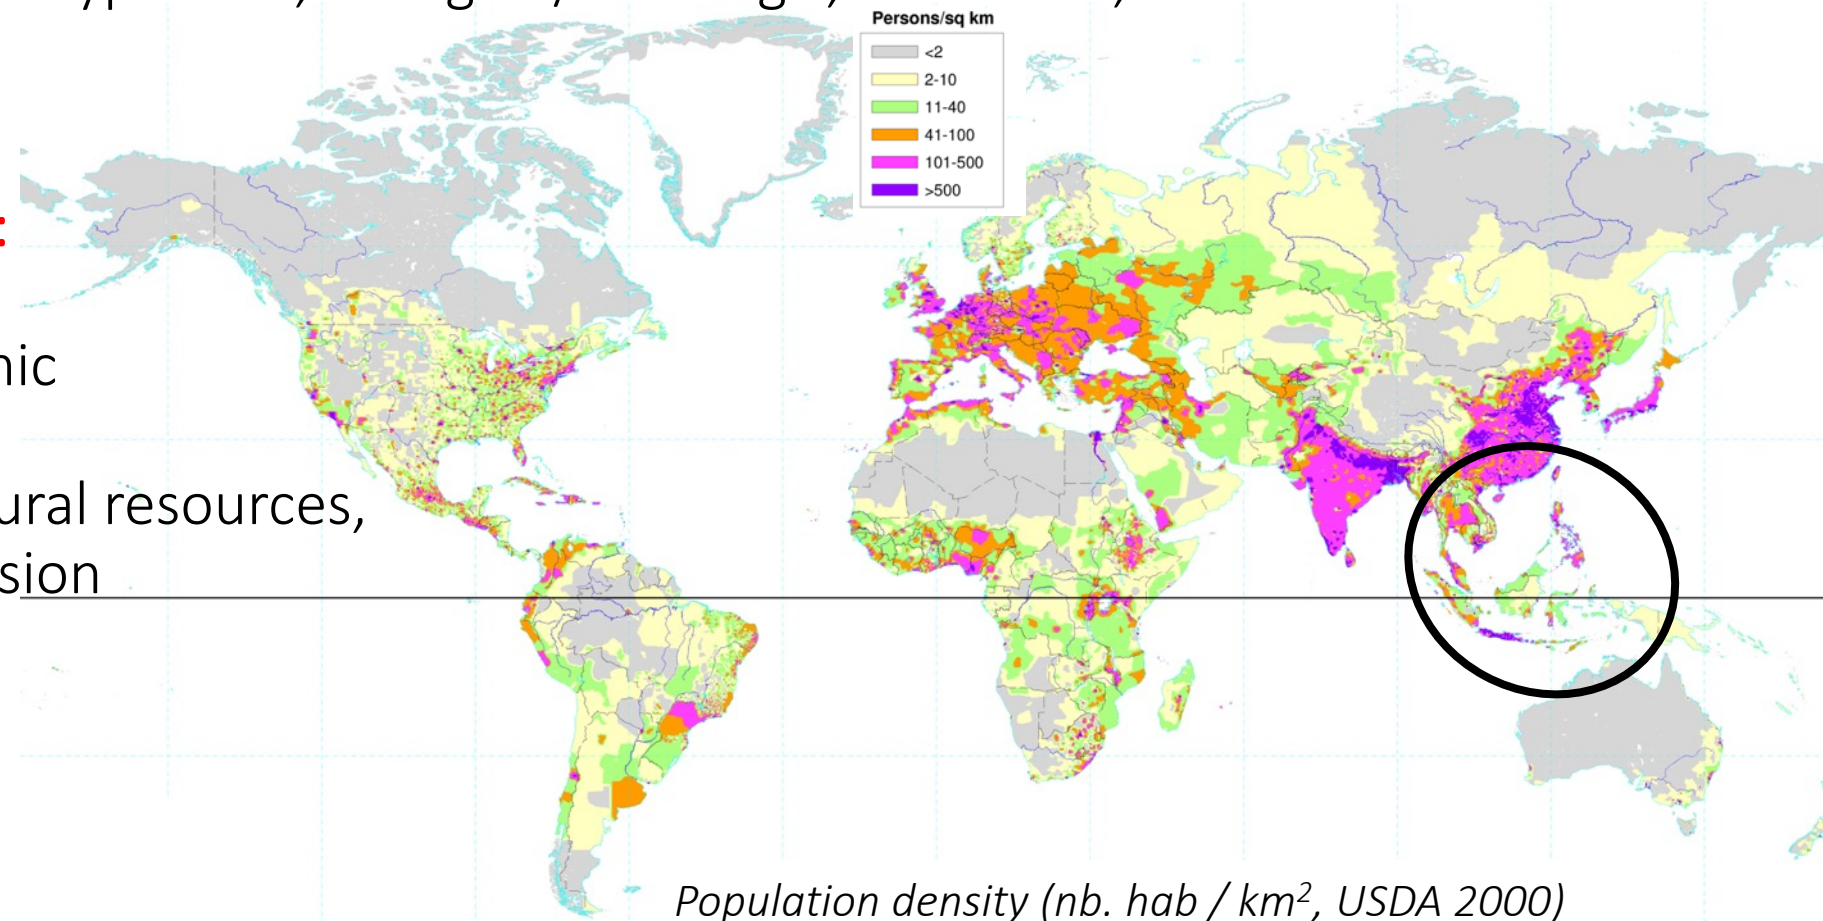 Persons/sq km
<2
2-10
11-40
41-100
101-500
>500
:
nic
ural resources,
sion
Population density (nb. hab / km², USDA 2000)